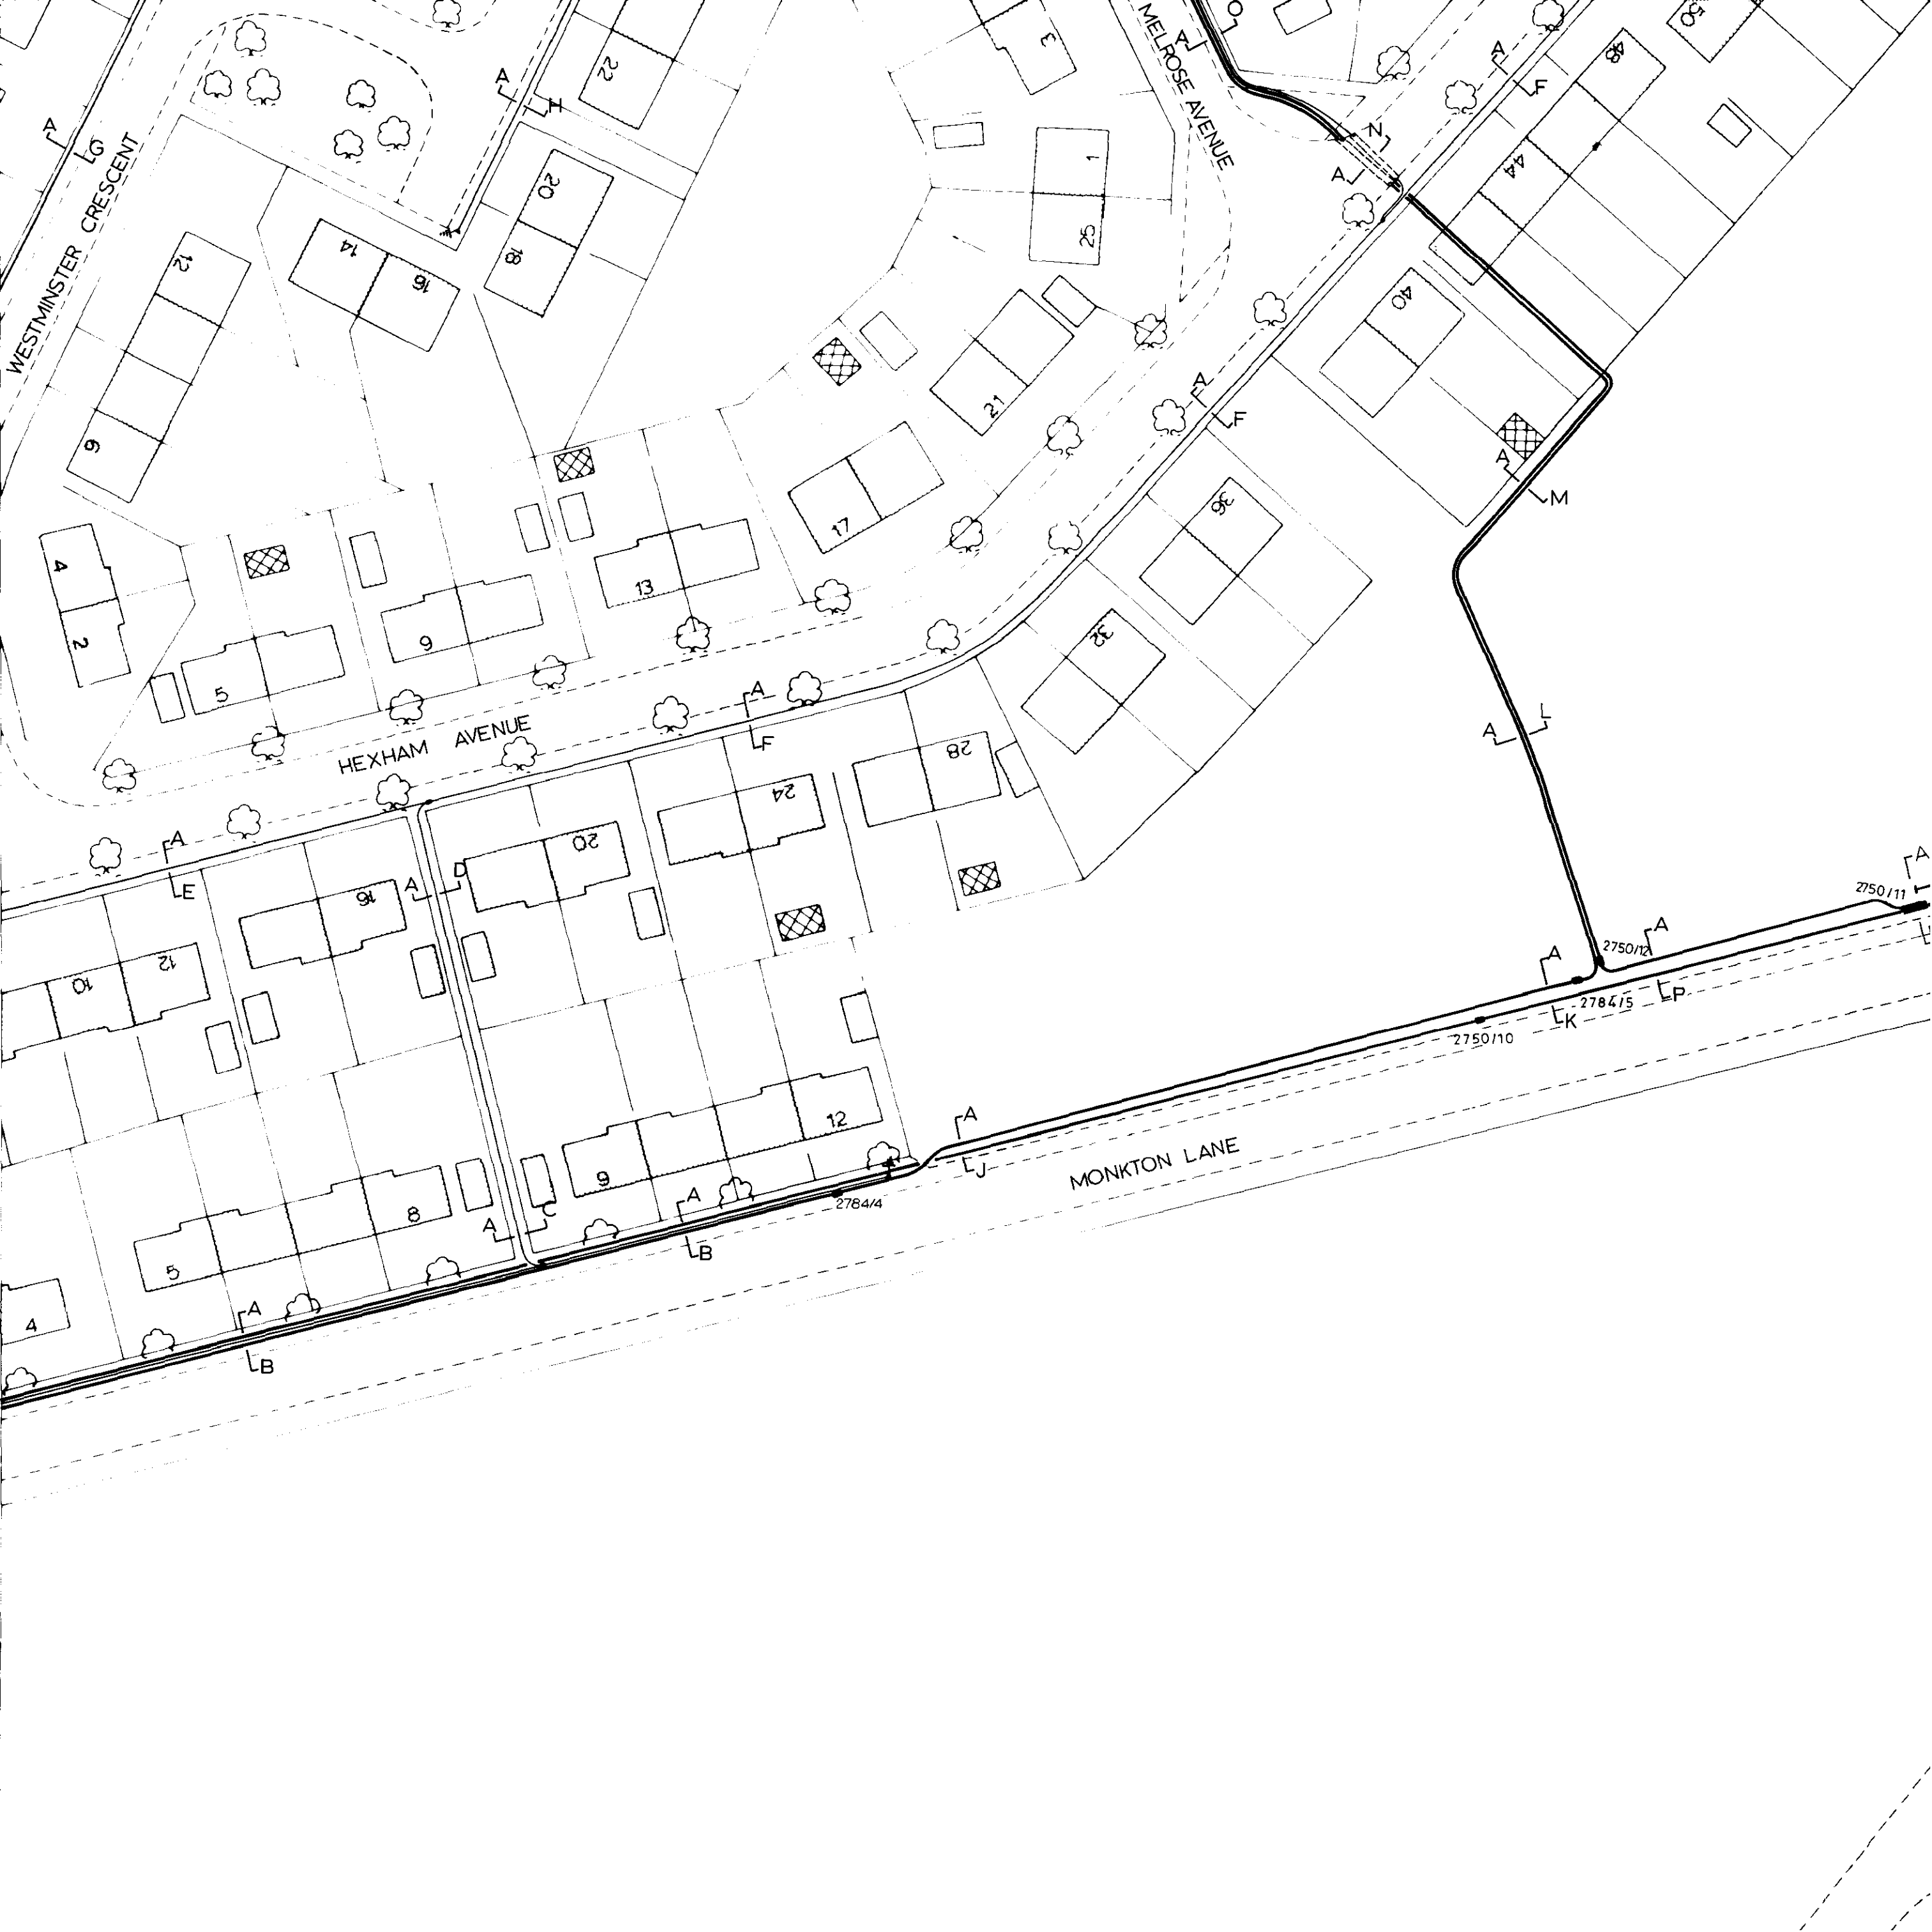 O
50
A
MELROSE AVENUE
3
A
48
22
A
F
A
H
N
A
G
1
44
WESTMINSTER CRESCENT
20
A
14
25
18
12
16
40
A
21
F
6
36
A
17
M
4
13
32
2
9
5
A
L
HEXHAM AVENUE
A
F
28
24
20
A
E
A
D
16
A
2750/11
A
2750/12
A
12
10
2784/5
P
K
2750/10
A
12
MONKTON LANE
J
9
A
2784/4
8
A
C
B
5
4
A
B